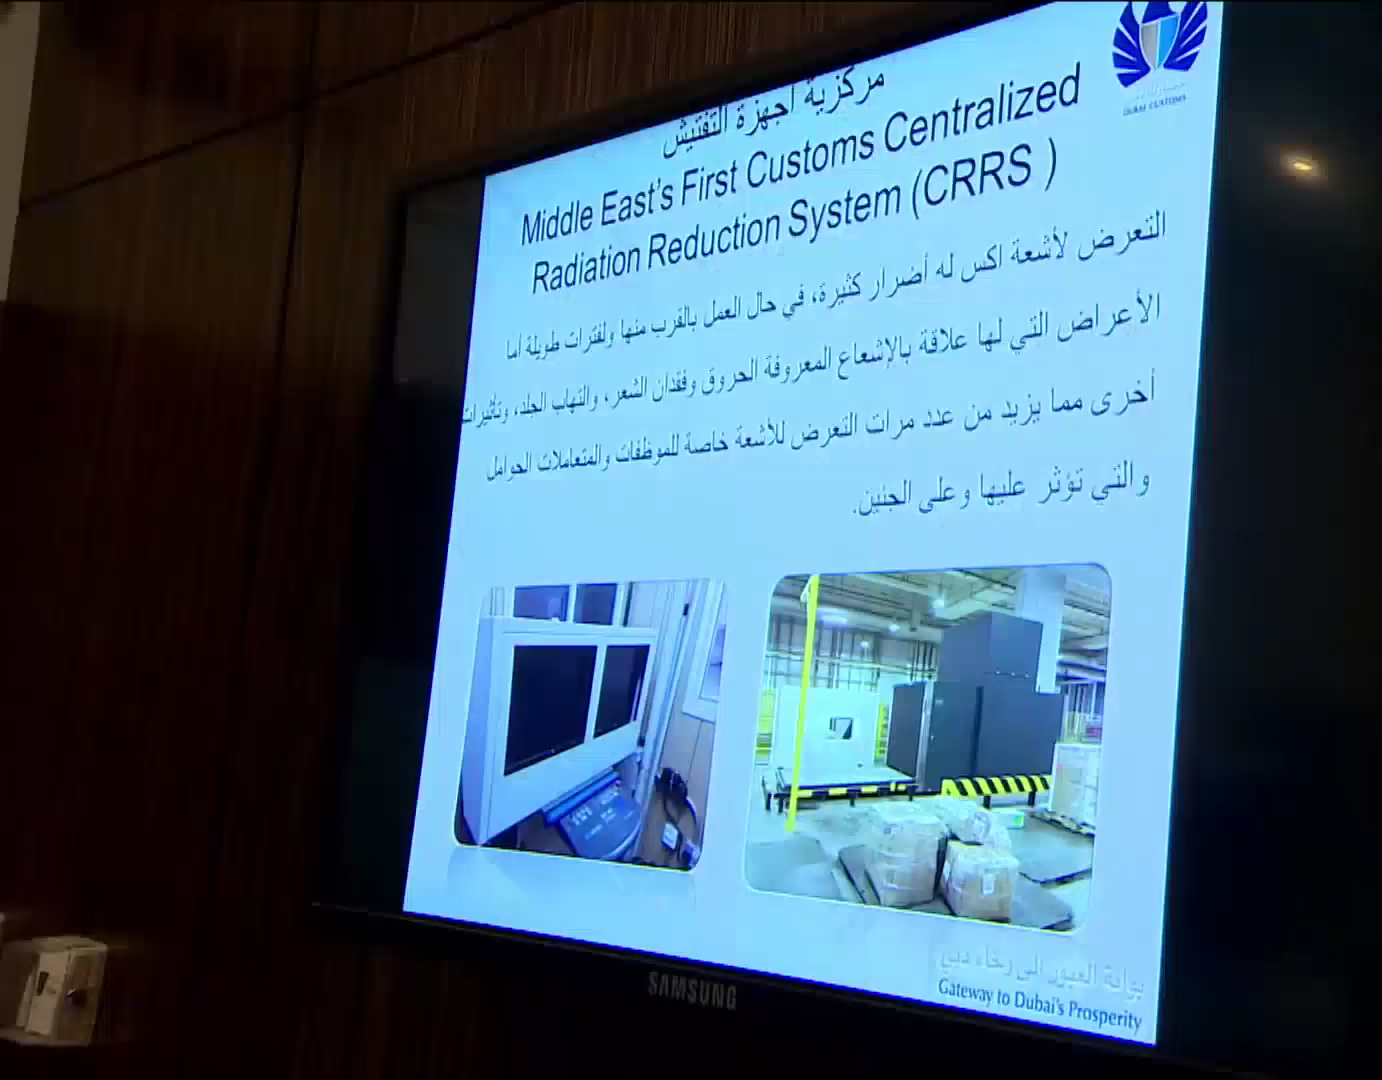 DUBAI CUSTOMS
مركزية أجهزة التفتيش
Middle East's First Customs Centralized
Radiation Reduction System (CRRS )
التعرض لأشعة اكس له أضرار كثيرة، في حال العمل بالقرب منها ولفترات طويلة أما
الأعراض التي لها علاقة بالإشعاع المعروفة الحروق وفقدان الشعر، والتهاب الجلد، وتأثيرات
أخرى مما يزيد من عدد مرات التعرض للأشعة خاصة للموظفات والمتعاملات الحوامل
والتي تؤثر عليها وعلى الجنين.
بوابة العبور الى رخاء دبي
Gateway to Dubai's Prosperity
SAMSUNG